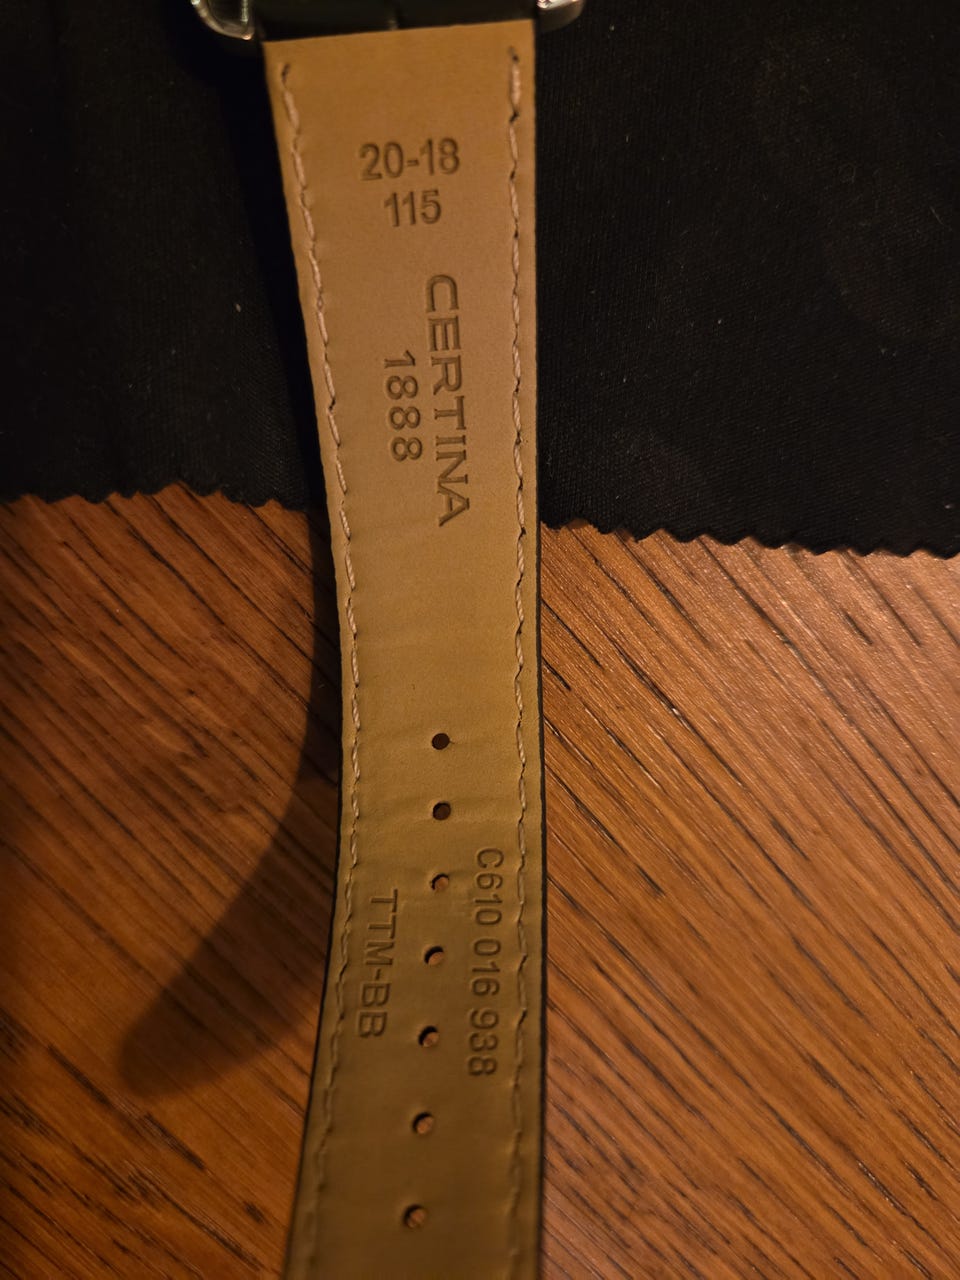 20-18
115
CERTINA
1888
C610 016 938
TTM-BB